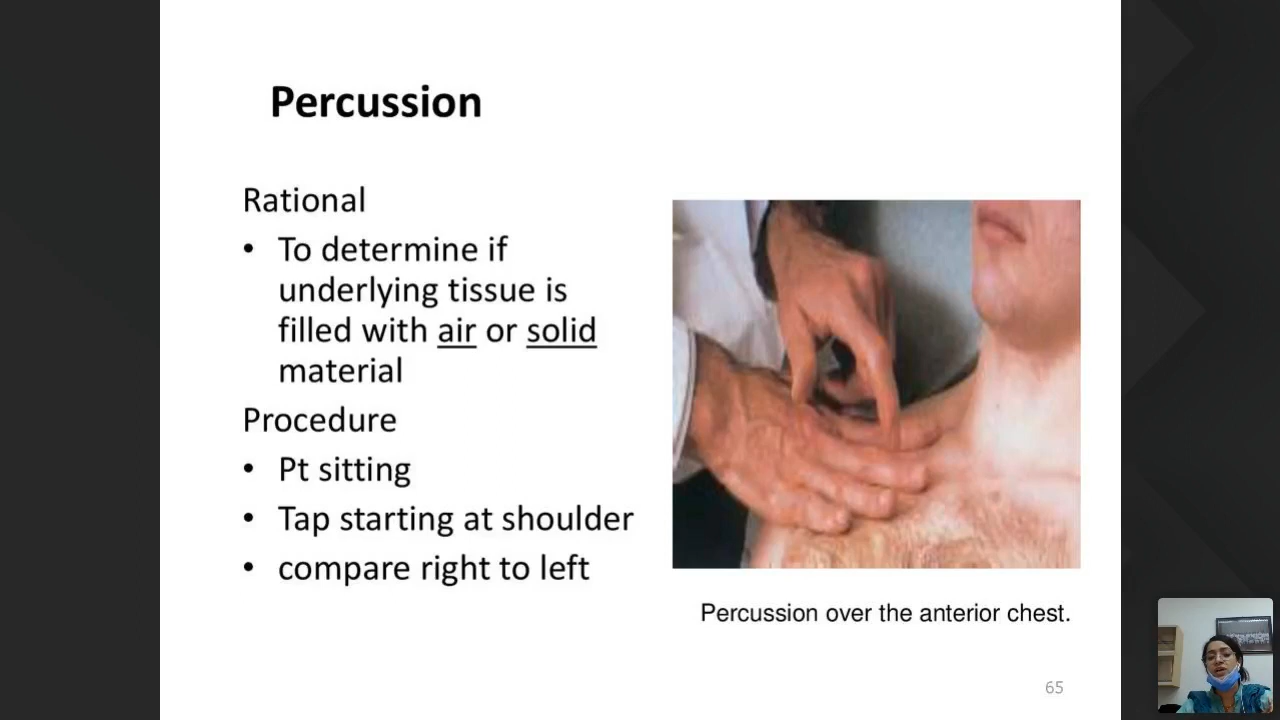 Percussion
Rational
• To determine if
underlying tissue is
filled with air or solid
material
Procedure
• Pt sitting
• Tap starting at shoulder
• compare right to left
Percussion over the anterior chest.
65